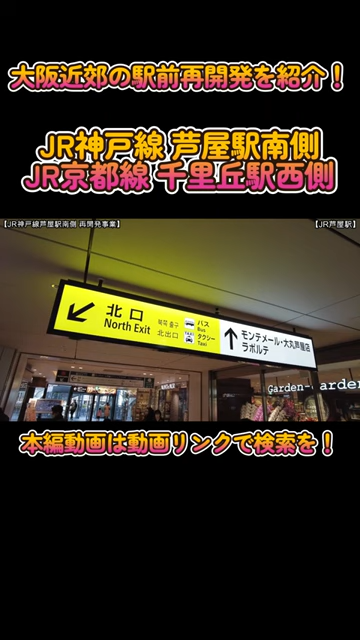 大阪近郊の駅前再開発を紹介！
JR神戸線 芦屋駅南側
JR京都線 千里丘駅西側
【JR神戸線芦屋駅南側 再開発事業】
【JR芦屋駅】
北口
North Exit
北口
バス
Bus
タクシー
Taxi
TAXI
モンテメール・大丸芦屋店
ラポルテ
Garden
本編動画は動画リンクで検索を！